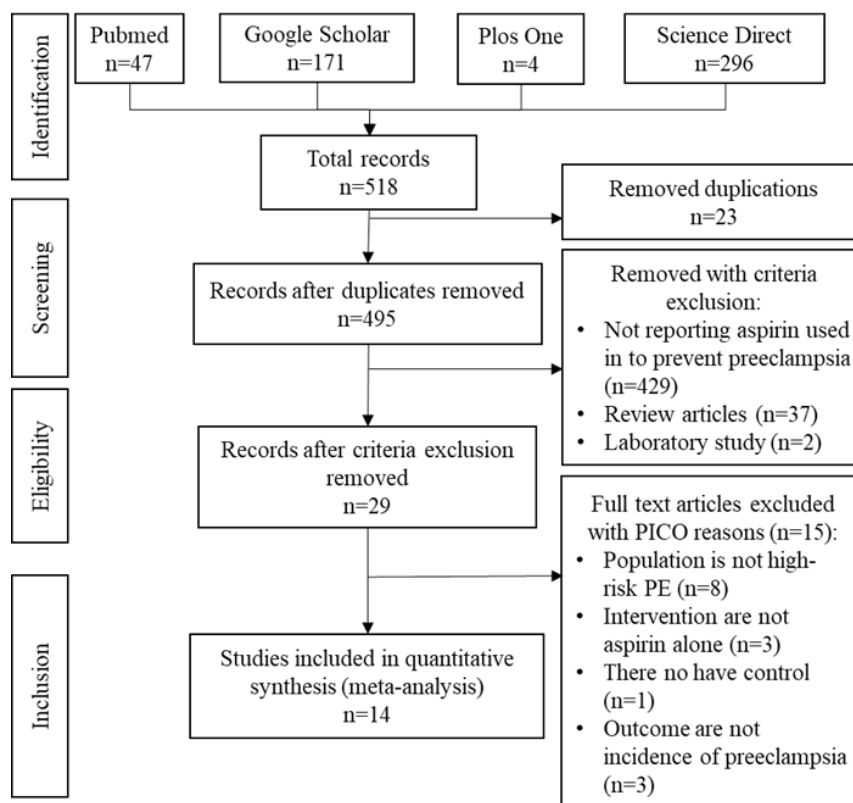 Identification
Pubmed
n=47
Google Scholar
n=171
Plos One
n=4
Science Direct
n=296
Total records
n=518
Removed duplications
n=23
Screening
Records after duplicates removed
n=495
Removed with criteria
exclusion:
• Not reporting aspirin used
in to prevent preeclampsia
(n=429)
• Review articles (n=37)
• Laboratory study (n=2)
Eligibility
Records after criteria exclusion
removed
n=29
Full text articles excluded
with PICO reasons (n=15):
• Population is not high-
risk PE (n=8)
• Intervention are not
aspirin alone (n=3)
• There no have control
(n=1)
• Outcome are not
incidence of preeclampsia
(n=3)
Inclusion
Studies included in quantitative
synthesis (meta-analysis)
n=14